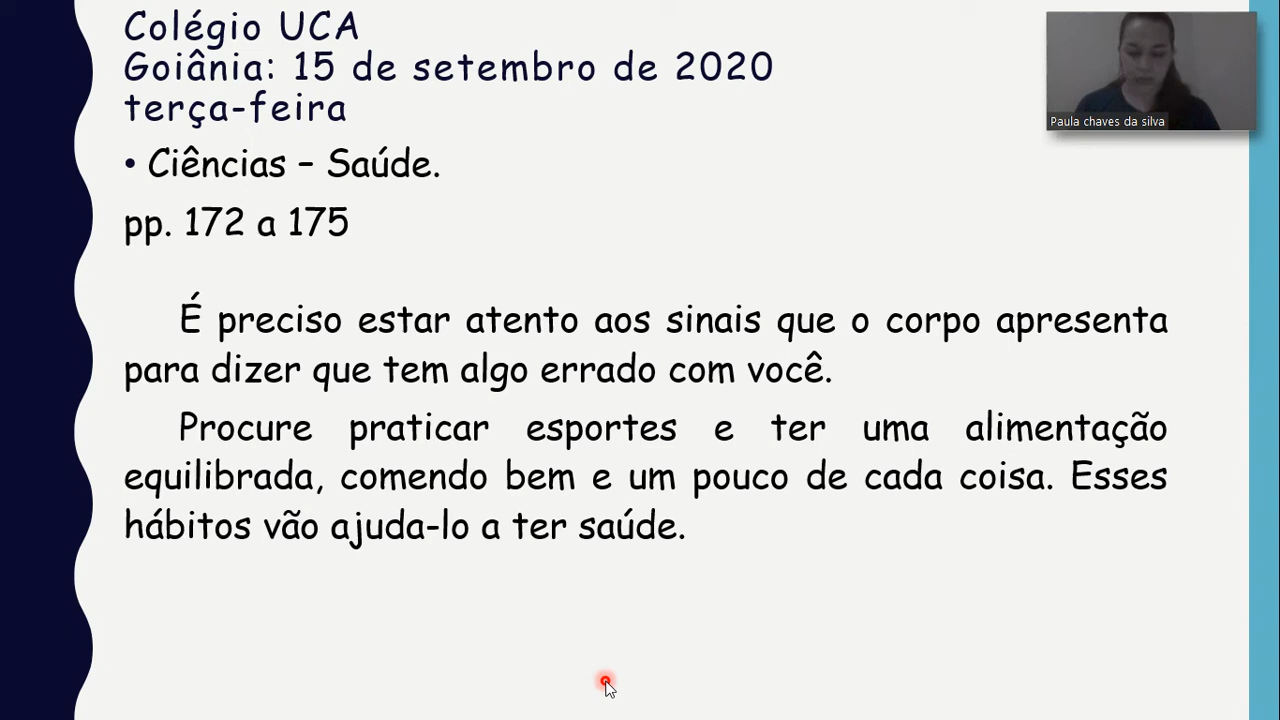 Colégio UCA
Goiânia: 15 de setembro de 2020
terça-feira
• Ciências – Saúde.
pp. 172 a 175
É preciso estar atento aos sinais que o corpo apresenta
para dizer que tem algo errado com você.
Procure praticar esportes e ter uma alimentação
equilibrada, comendo bem e um pouco de cada coisa. Esses
hábitos vão ajuda-lo a ter saúde.
Paula chaves da silva